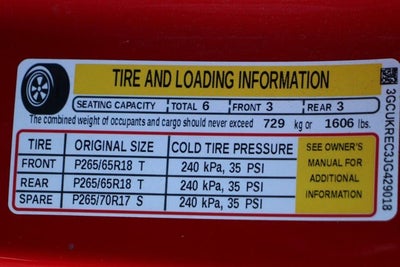 TIRE AND LOADING INFORMATION
SEATING CAPACITY TOTAL 6 FRONT 3 REAR 3
The combined weight of occupants and cargo should never exceed 729 kg or 1606 lbs.
TIRE ORIGINAL SIZE COLD TIRE PRESSURE
FRONT P265/65R18 T 240 kPa, 35 PSI
REAR P265/65R18 T 240 kPa, 35 PSI
SPARE P265/70R17 S 240 kPa, 35 PSI
SEE OWNER'S
MANUAL FOR
ADDITIONAL
INFORMATION
3GCUKREC33G429018